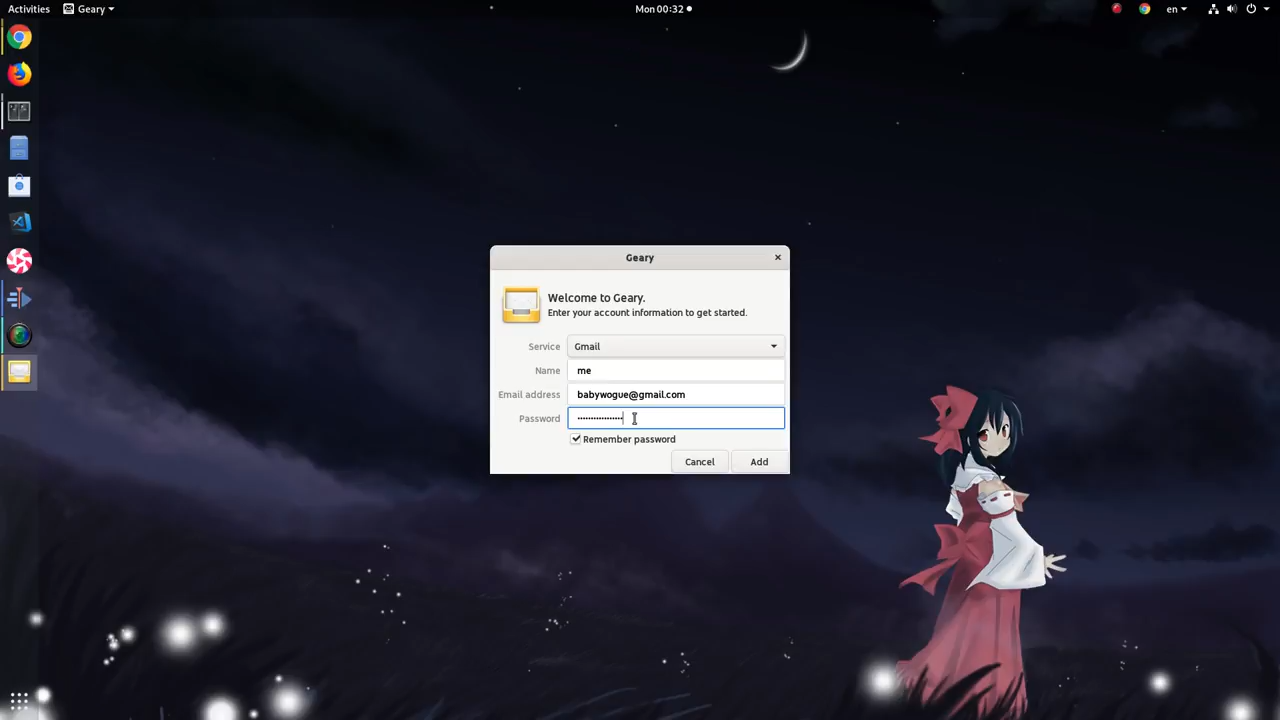 Activities Geary Mon 00:32 en
Geary
Welcome to Geary.
Enter your account information to get started.
Service Gmail
Name me
Email address babywogue@gmail.com
Password ••••••••••••••••
Remember password
Cancel Add